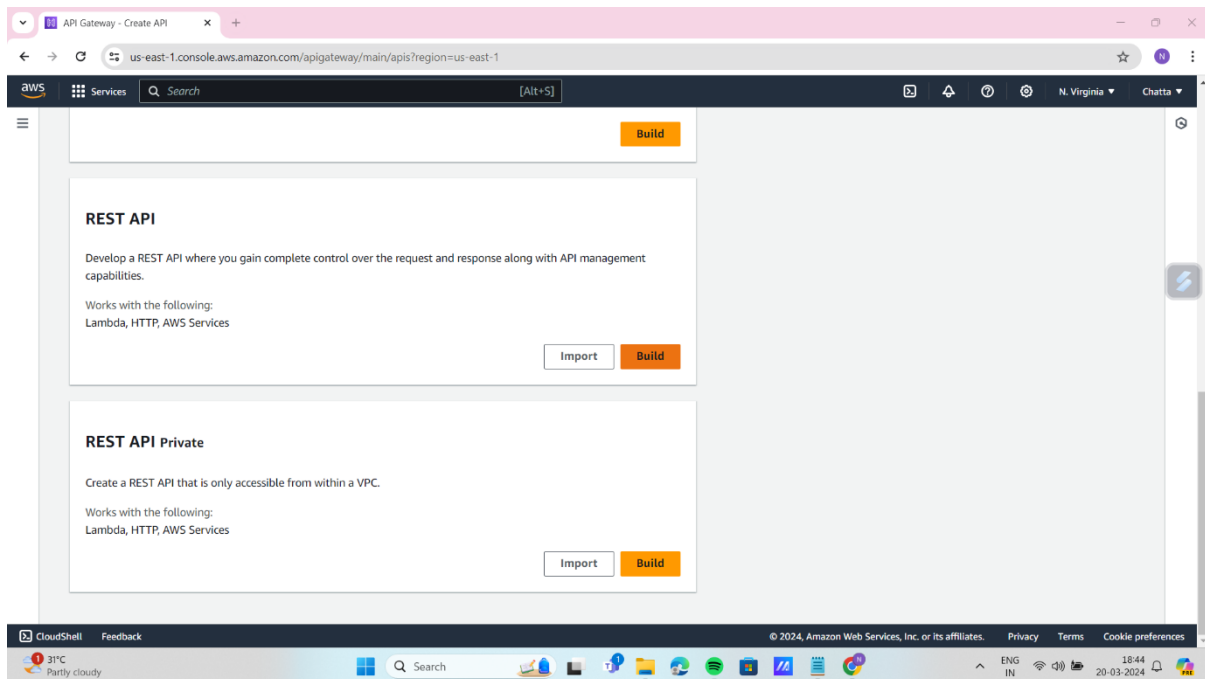 API Gateway - Create API
us-east-1.console.aws.amazon.com/apigateway/main/apis?region=us-east-1
N
aws
Services
Search
[Alt+S]
N. Virginia
Chatta
Build
REST API
Develop a REST API where you gain complete control over the request and response along with API management
capabilities.
Works with the following:
Lambda, HTTP, AWS Services
Import
Build
REST API Private
Create a REST API that is only accessible from within a VPC.
Works with the following:
Lambda, HTTP, AWS Services
Import
Build
CloudShell
Feedback
© 2024, Amazon Web Services, Inc. or its affiliates.
Privacy
Terms
Cookie preferences
1
31°C
Partly cloudy
Search
1
N
ENG
IN
18:44
20-03-2024
PRE